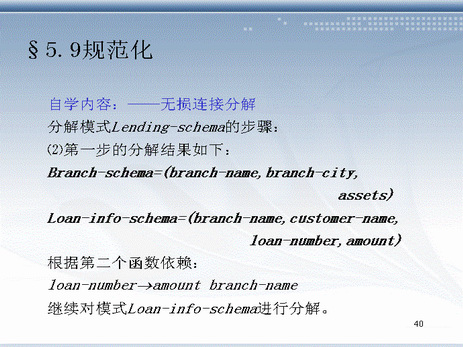 §5.9规范化
自学内容：——无损连接分解
分解模式Lending-schema的步骤：
⑵第一步的分解结果如下：
Branch-schema=(branch-name,branch-city,
assets)
Loan-info-schema=(branch-name,customer-name,
loan-number,amount)
根据第二个函数依赖：
loan-number→amount branch-name
继续对模式Loan-info-schema进行分解。
40